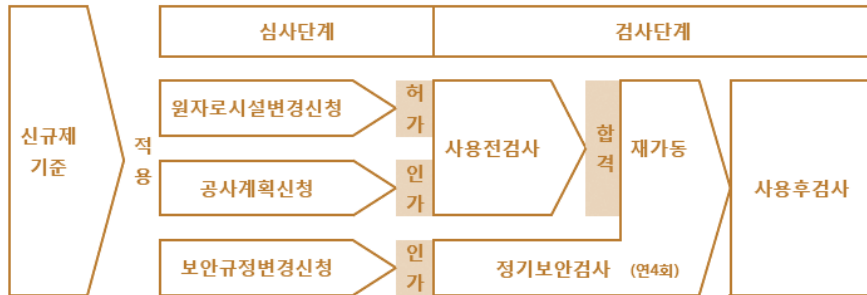 심사단계
검사단계
신규제
기준
적
용
원자로시설변경신청
허
가
공사계획신청
인
가
보안규정변경신청
인
가
사용전검사
합
격
재가동
정기보안검사 (연4회)
사용후검사